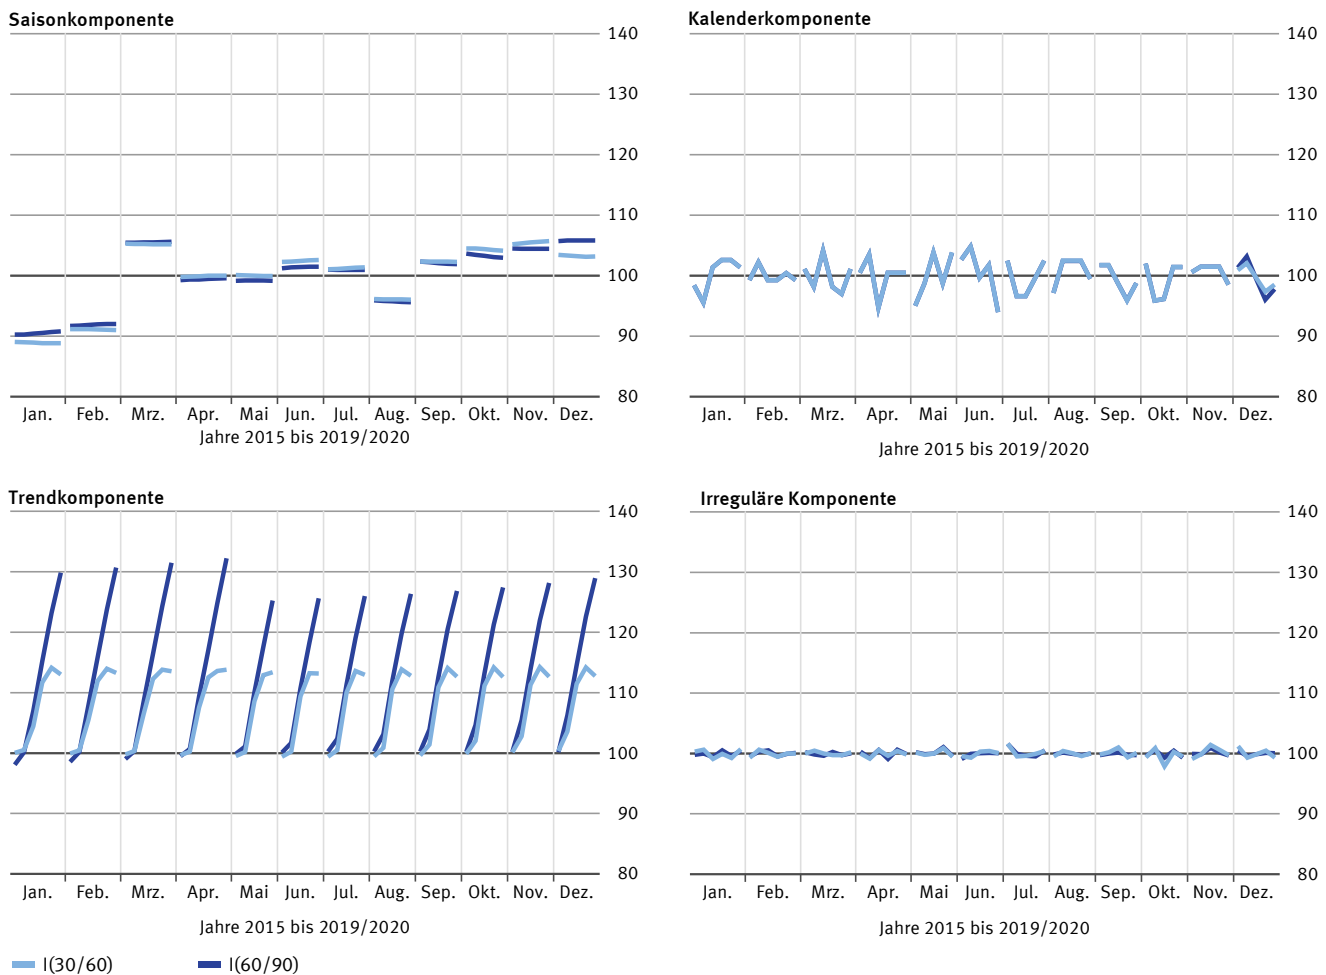 Saisonkomponente
140
130
120
110
100
90
80
Jan. Feb. Mrz. Apr. Mai Jun. Jul. Aug. Sep. Okt. Nov. Dez.
Jahre 2015 bis 2019/2020
Kalenderkomponente
140
130
120
110
100
90
80
Jan. Feb. Mrz. Apr. Mai Jun. Jul. Aug. Sep. Okt. Nov. Dez.
Jahre 2015 bis 2019/2020
Trendkomponente
140
130
120
110
100
90
80
Jan. Feb. Mrz. Apr. Mai Jun. Jul. Aug. Sep. Okt. Nov. Dez.
Jahre 2015 bis 2019/2020
Irreguläre Komponente
140
130
120
110
100
90
80
Jan. Feb. Mrz. Apr. Mai Jun. Jul. Aug. Sep. Okt. Nov. Dez.
Jahre 2015 bis 2019/2020
I(30/60) I(60/90)